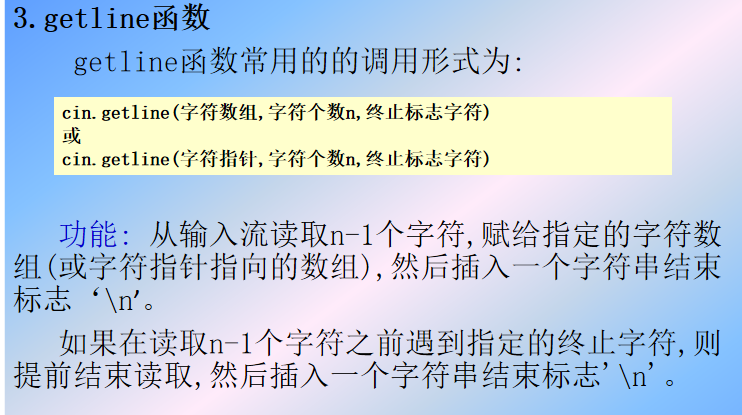 3.getline函数
getline函数常用的的调用形式为:
cin.getline(字符数组,字符个数n,终止标志字符)
或
cin.getline(字符指针,字符个数n,终止标志字符)
功能: 从输入流读取n-1个字符,赋给指定的字符数
组(或字符指针指向的数组),然后插入一个字符串结束
标志‘\n’。
如果在读取n-1个字符之前遇到指定的终止字符,则
提前结束读取,然后插入一个字符串结束标志'\n'。